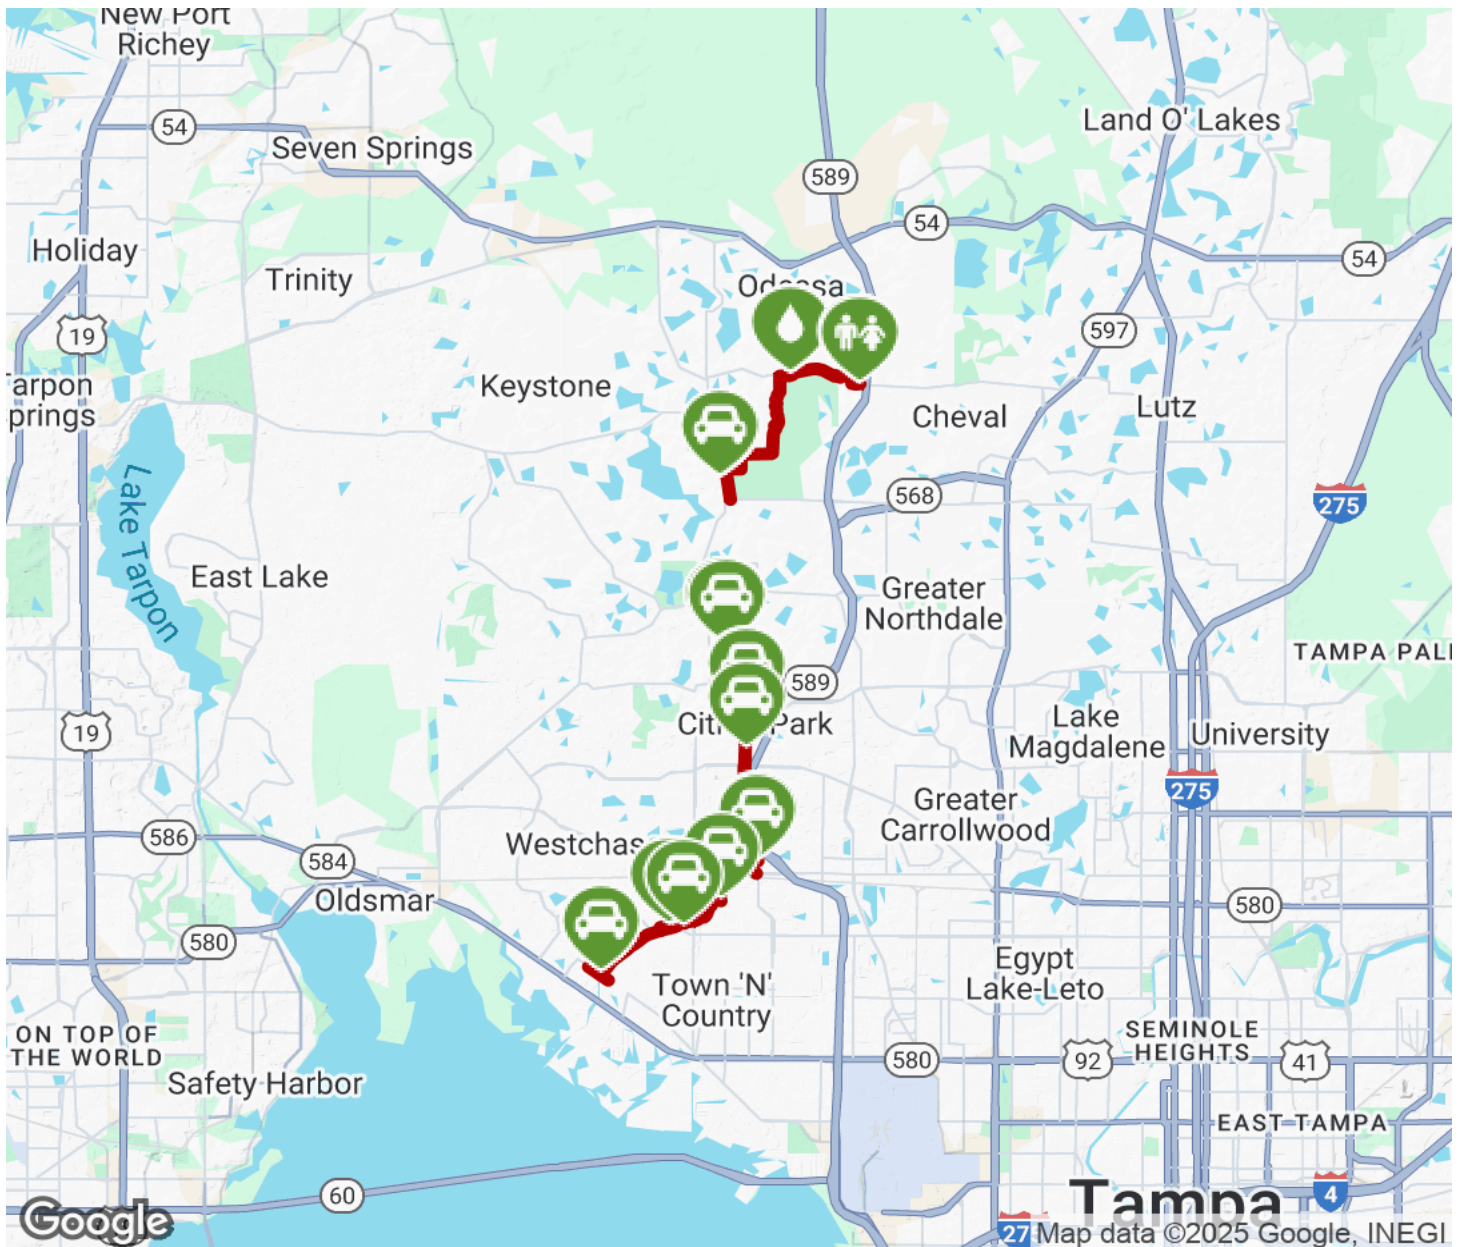 New Port
Richey
54
Seven Springs
Land O' Lakes
589
54
54
Holiday
Trinity
Odessa
19
597
Keystone
Cheval
Lutz
arpon
prings
Lake Tarpon
568
275
East Lake
Greater
Northdale
TAMPA PAL
589
19
Park
Lake
Magdalene
University
275
Greater
Carrollwood
586
584
Westchas
Oldsmar
580
580
Egypt
Lake-Leto
Town 'N'
Country
ON TOP OF
THE WORLD
SEMINOLE
HEIGHTS
580
92
41
Safety Harbor
EAST TAMPA
60
Tampa
4
Google
27
Map data ©2025 Google, INEGI